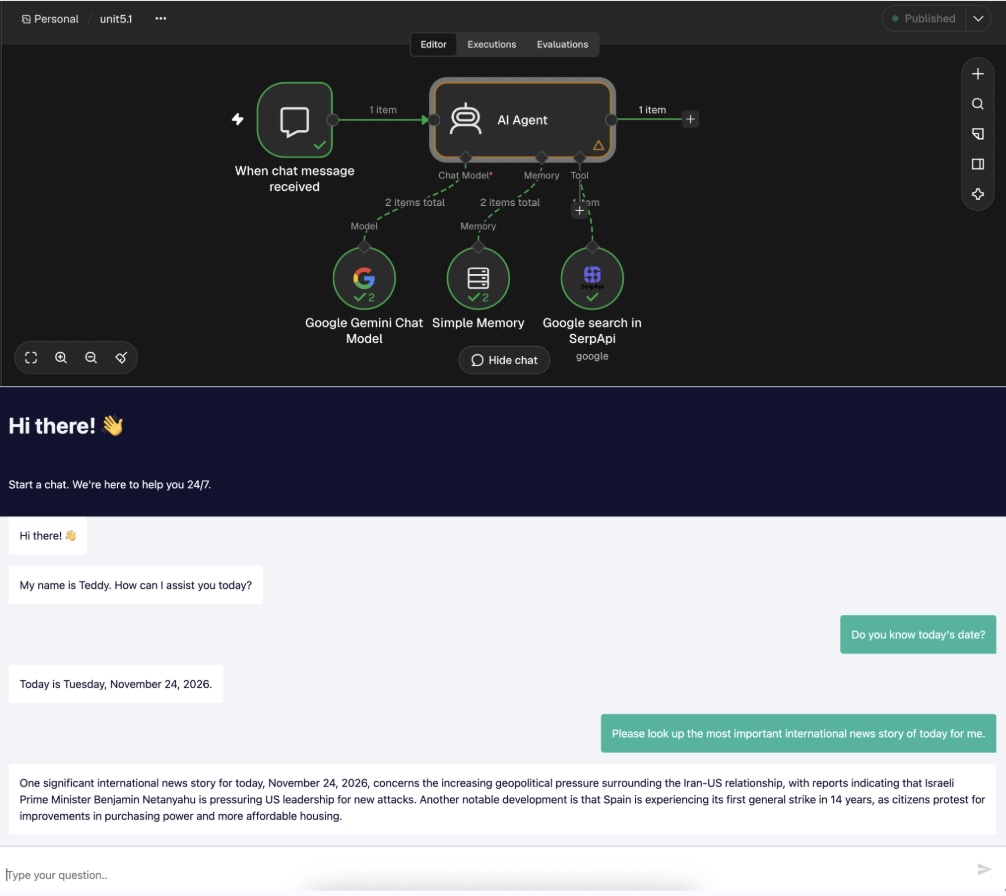 Personal / unit5.1 ...
Published
Editor Executions Evaluations
1 item
AI Agent
1 item
When chat message
received
Chat Model*
Memory
Tool
2 items total
2 items total
Model
Memory
2
2
SerpApi
Google Gemini Chat
Model
Simple Memory
Google search in
SerpApi
google
Hide chat
Hi there! 👋
Start a chat. We're here to help you 24/7.
Hi there! 👋
My name is Teddy. How can I assist you today?
Do you know today's date?
Today is Tuesday, November 24, 2026.
Please look up the most important international news story of today for me.
One significant international news story for today, November 24, 2026, concerns the increasing geopolitical pressure surrounding the Iran-US relationship, with reports indicating that Israeli
Prime Minister Benjamin Netanyahu is pressuring US leadership for new attacks. Another notable development is that Spain is experiencing its first general strike in 14 years, as citizens protest for
improvements in purchasing power and more affordable housing.
Type your question..